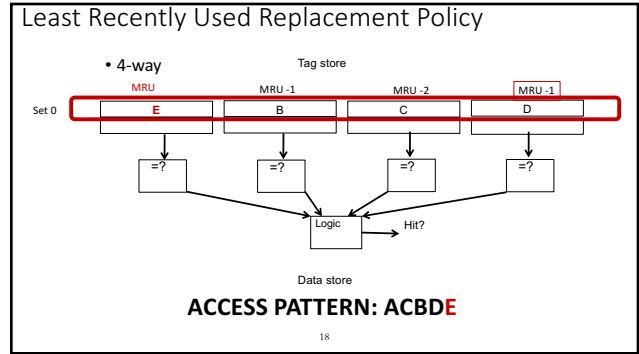 Least Recently Used Replacement Policy
• 4-way
Tag store
MRU
MRU -1
MRU -2
MRU -1
Set 0
E
B
C
D
=?
=?
=?
=?
Logic
Hit?
Data store
ACCESS PATTERN: ACBDE
18